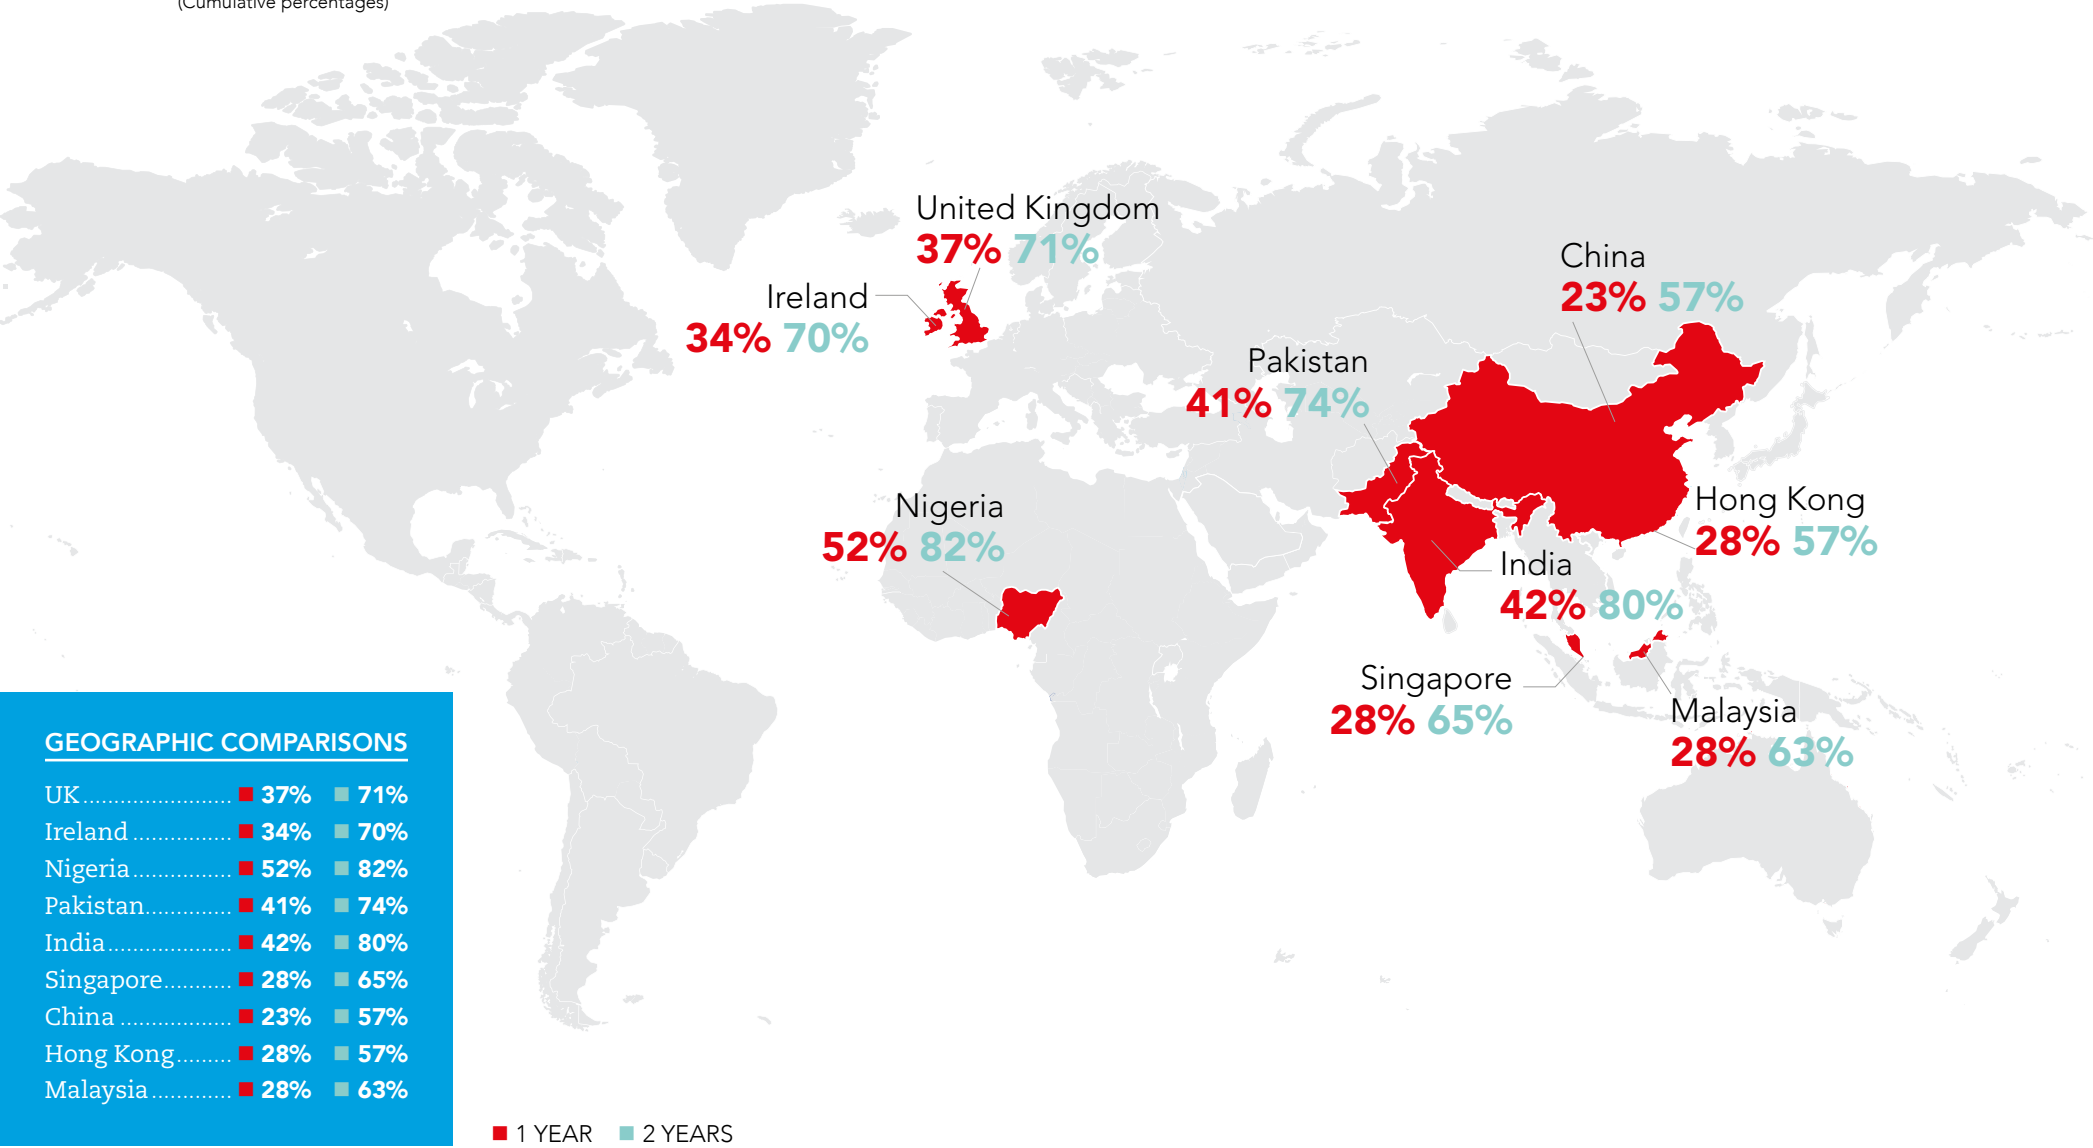 (Cumulative percentages)
United Kingdom
37% 71%
Ireland
34% 70%
China
23% 57%
Pakistan
41% 74%
Nigeria
52% 82%
Hong Kong
28% 57%
India
42% 80%
Singapore
28% 65%
Malaysia
28% 63%
GEOGRAPHIC COMPARISONS
UK....................... 37% 71%
Ireland ................ 34% 70%
Nigeria................ 52% 82%
Pakistan.............. 41% 74%
India.................... 42% 80%
Singapore........... 28% 65%
China .................. 23% 57%
Hong Kong......... 28% 57%
Malaysia............. 28% 63%
1 YEAR 2 YEARS